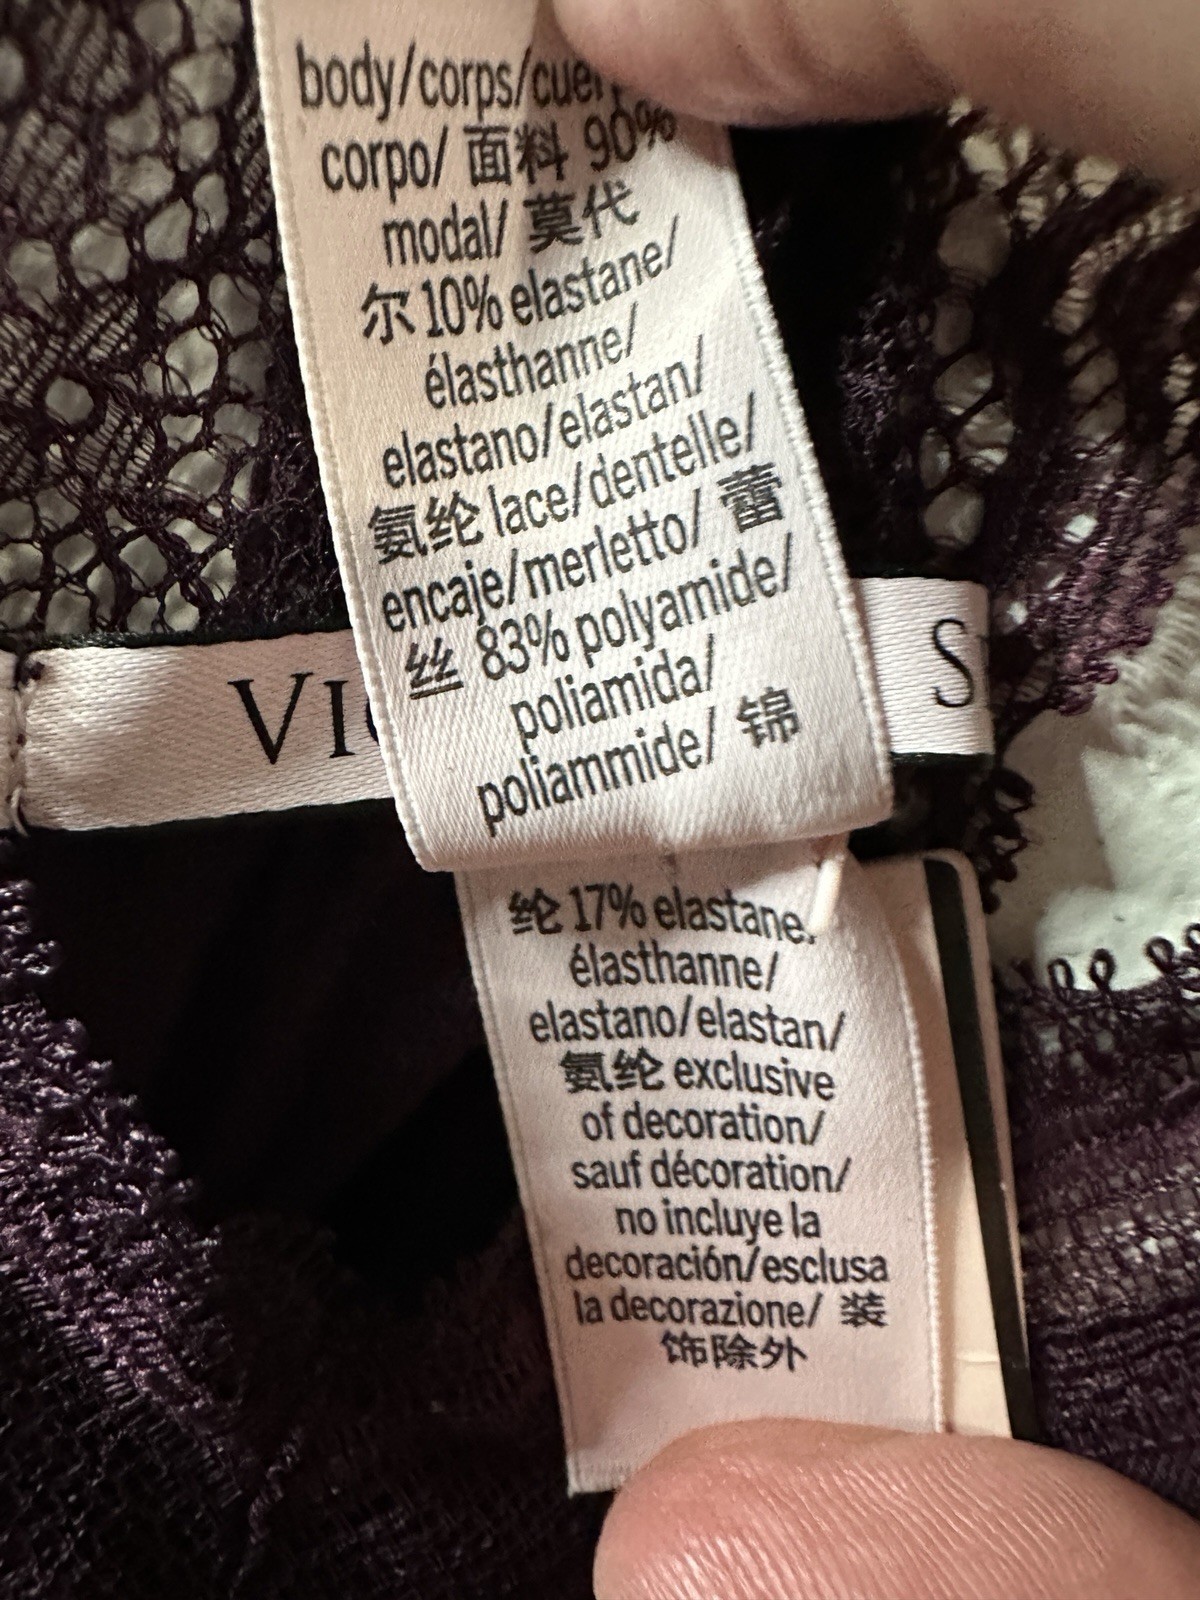 body/corps/
corpo/ 面料 90%
modal/ 莫代
尔 10% elastane/
élasthanne/
elastano/elastan/
氨纶 lace/dentelle/
encaje/merletto/ 蕾
丝 83% polyamide/
poliamida/
poliammide/ 锦
纶 17% elastane/
élasthanne/
elastano/elastan/
氨纶 exclusive
of decoration/
sauf décoration/
no incluye la
decoración/esclusa
la decorazione/ 装
饰除外